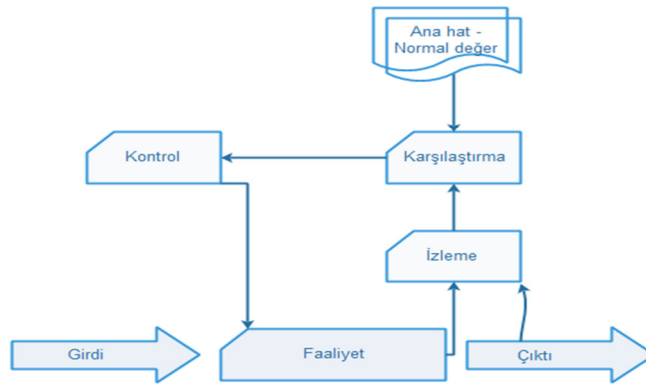 Ana hat -
Normal değer
Kontrol
Karşılaştırma
İzleme
Girdi
Faaliyet
Çıktı